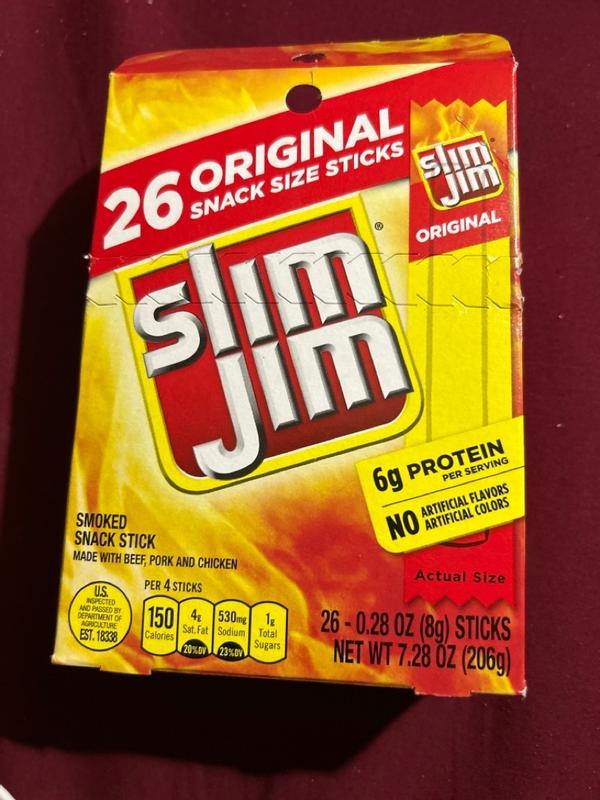 26 ORIGINAL
SNACK SIZE STICKS
slim
jim
®
slim
jim
ORIGINAL
6g PROTEIN
PER SERVING
NO ARTIFICIAL FLAVORS
ARTIFICIAL COLORS
Actual Size
SMOKED
SNACK STICK
MADE WITH BEEF, PORK AND CHICKEN
U.S.
INSPECTED
AND PASSED BY
DEPARTMENT OF
AGRICULTURE
EST. 18338
PER 4 STICKS
150
Calories
4g
Sat. Fat
20%DV
530mg
Sodium
23%DV
1g
Total
Sugars
26 - 0.28 OZ (8g) STICKS
NET WT 7.28 OZ (206g)